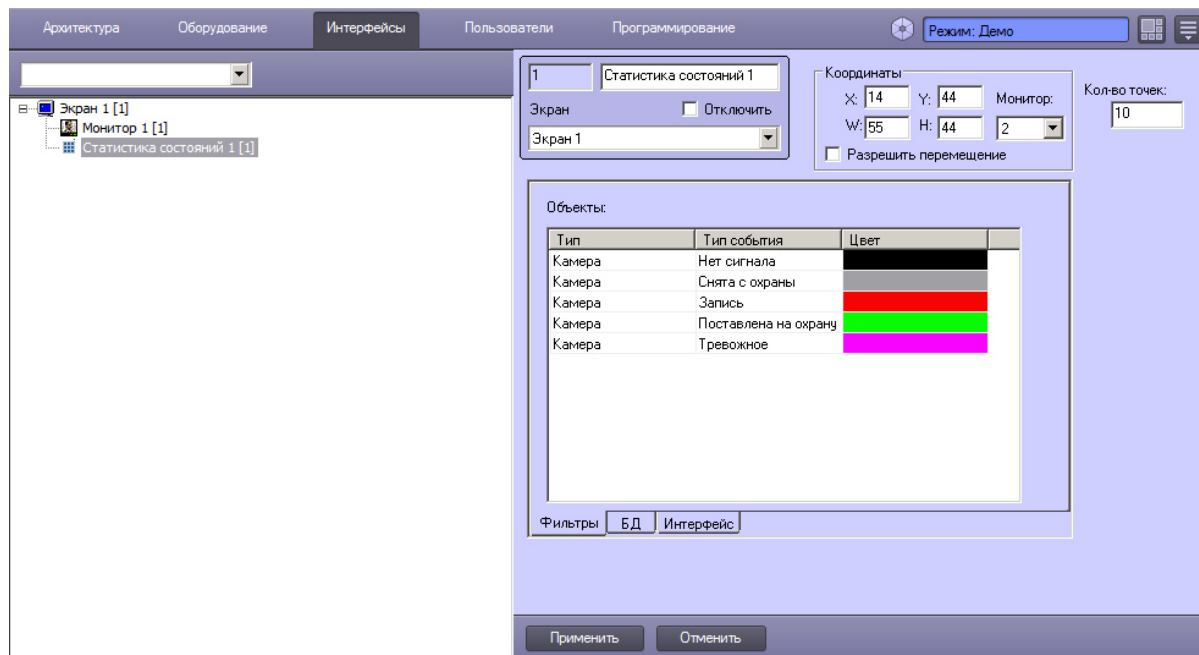 Архитектура Оборудование Интерфейсы Пользователи Программирование Режим: Демо
Экран 1 [1]
Монитор 1 [1]
Статистика состояний 1 [1]
1 Статистика состояний 1
Экран Отключить
Экран 1
Координаты
X: 14 Y: 44 Монитор:
W: 55 H: 44 2
Разрешить перемещение
Кол-во точек:
10
Объекты:
Тип Тип события Цвет
Камера Нет сигнала
Камера Снята с охраны
Камера Запись
Камера Поставлена на охрану
Камера Тревожное
Фильтры БД Интерфейс
Применить Отменить